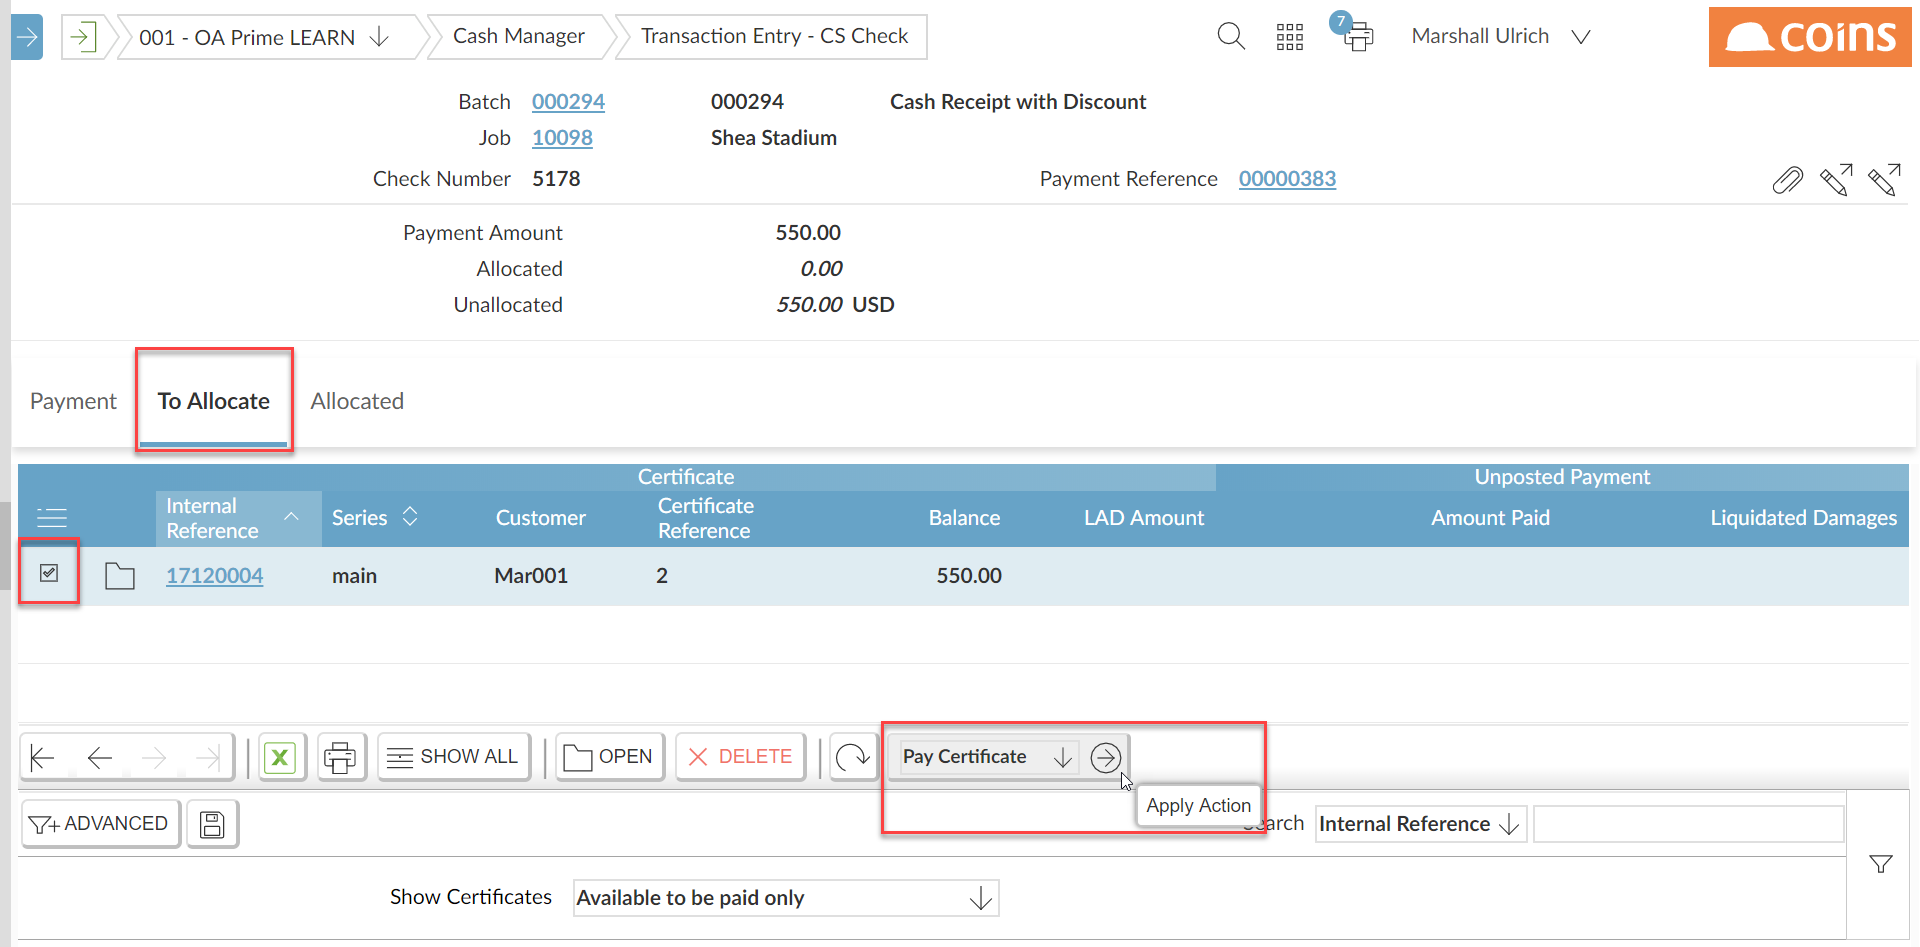 001 - OA Prime LEARN
Cash Manager
Transaction Entry - CS Check
7
Marshall Ulrich
coins
Batch 000294 000294 Cash Receipt with Discount
Job 10098 Shea Stadium
Check Number 5178 Payment Reference 00000383
Payment Amount 550.00
Allocated 0.00
Unallocated 550.00 USD
Payment To Allocate Allocated
Certificate Unposted Payment
Internal Reference Series Customer Certificate Reference Balance LAD Amount Amount Paid Liquidated Damages
17120004 main Mar001 2 550.00
X SHOW ALL OPEN DELETE Pay Certificate
Apply Action
ADVANCED earch Internal Reference
Show Certificates Available to be paid only